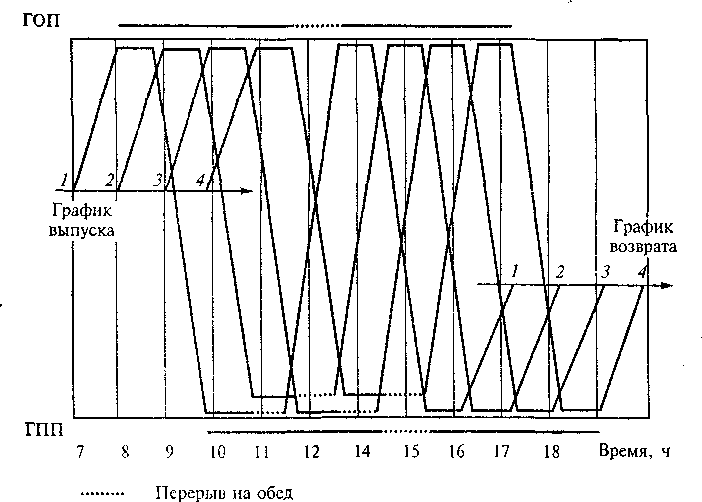 ГОП
1 2 3 4
График
выпуска
График
возврата
1 2 3 4
ГПП
7 8 9 10 11 12 14 15 16 17 18 Время, ч
Перерыв на обед